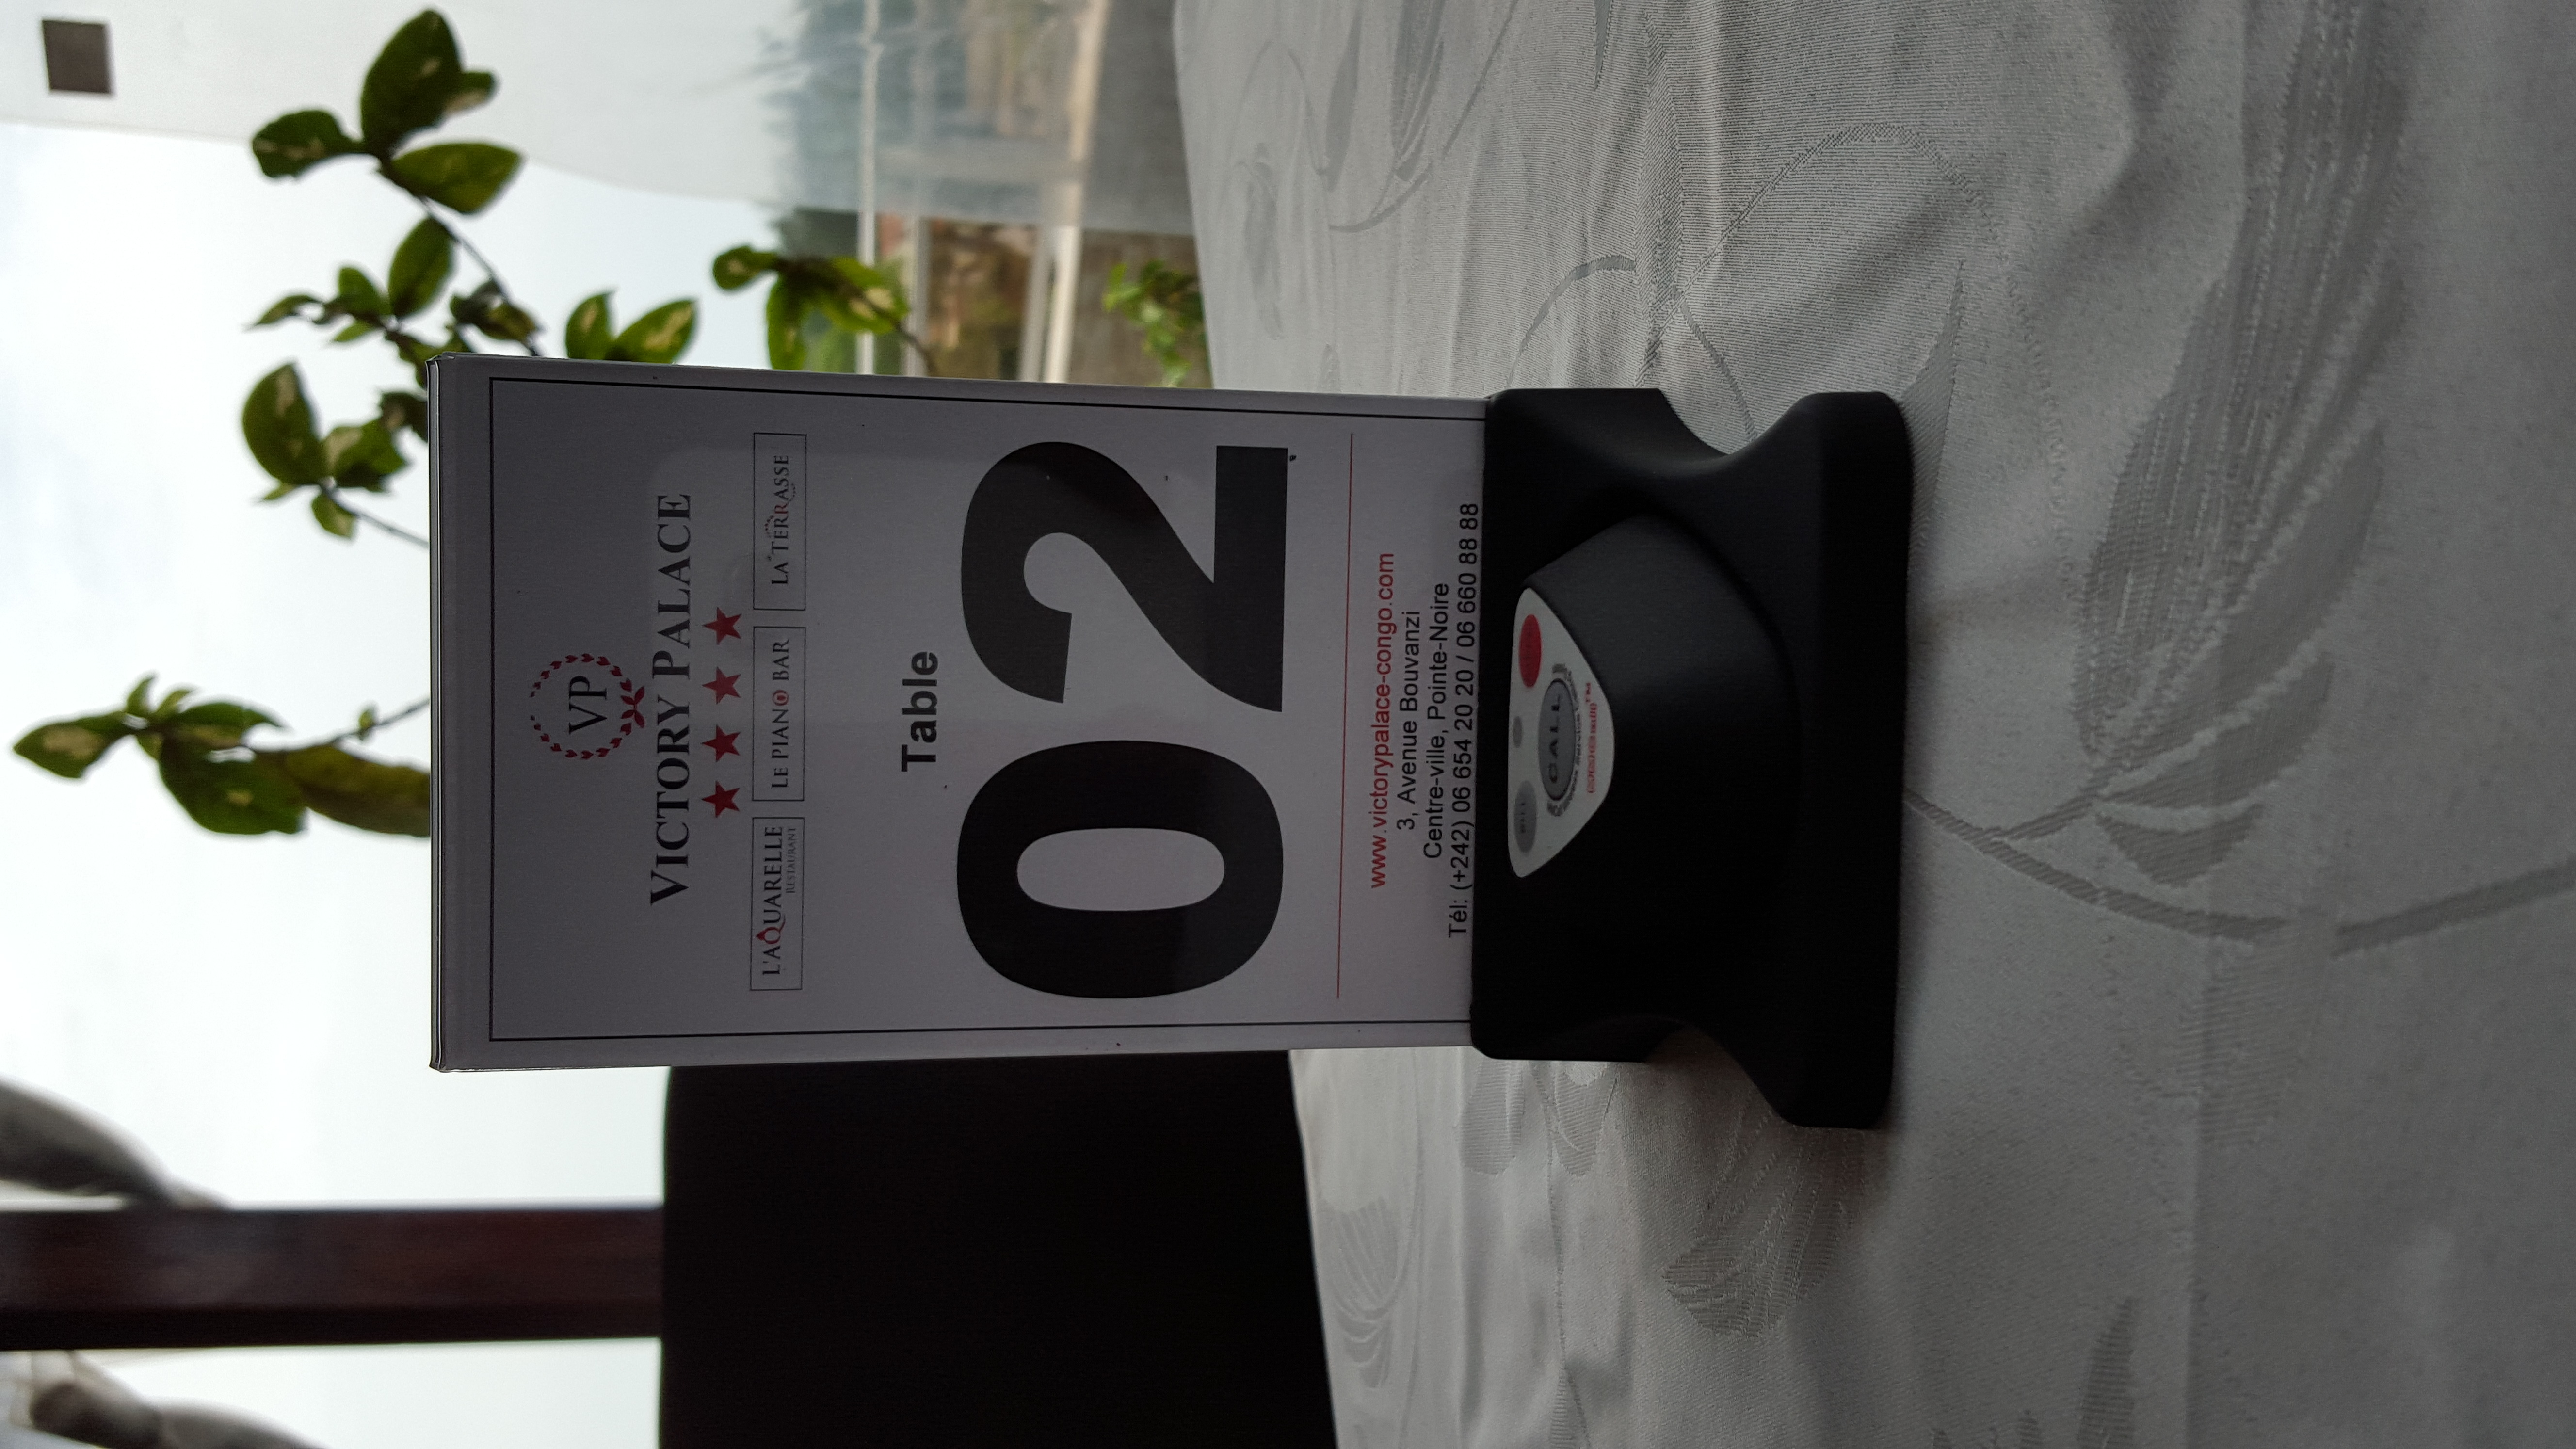 VP
VICTORY PALACE
L'AQUARELLE
RESTAURANT
LE PIANO BAR
LA TERRASSE
Table
02
www.victorypalace-congo.com
3, Avenue Bouvanzi
Centre-ville, Pointe-Noire
Tél: (+242) 06 654 20 20 / 06 660 88 88
CALL